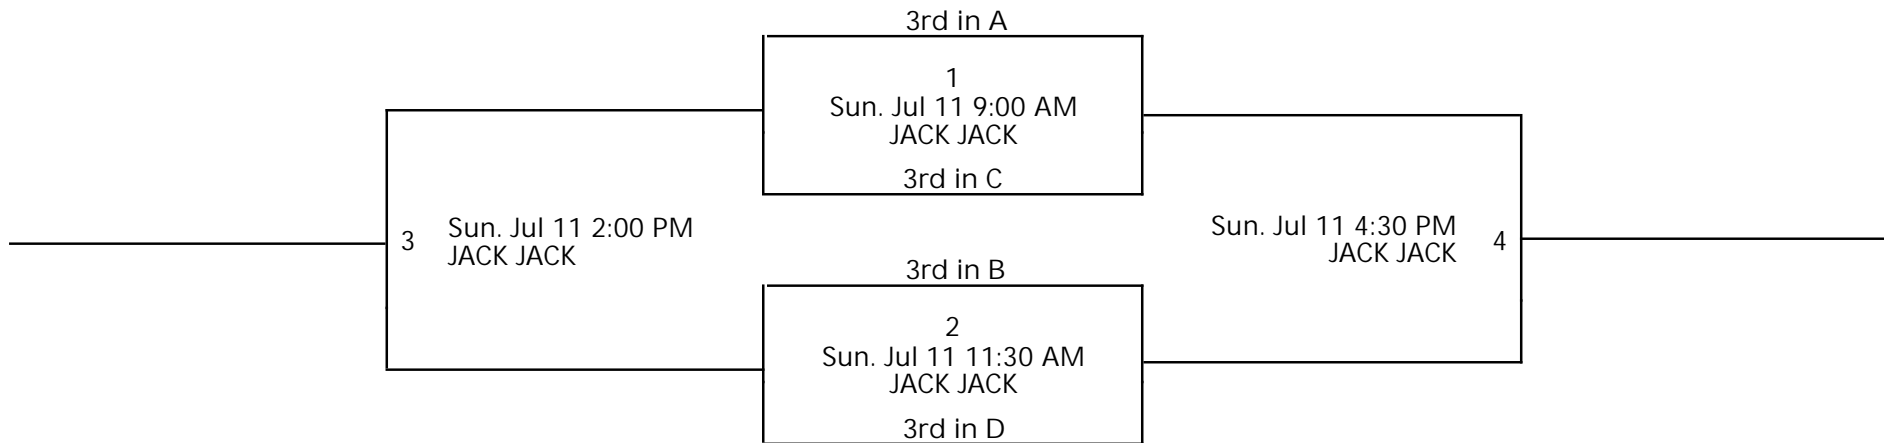 3rd in A
1
Sun. Jul 11 9:00 AM
JACK JACK
3rd in C
3
Sun. Jul 11 2:00 PM
JACK JACK
Sun. Jul 11 4:30 PM
JACK JACK
4
3rd in B
2
Sun. Jul 11 11:30 AM
JACK JACK
3rd in D